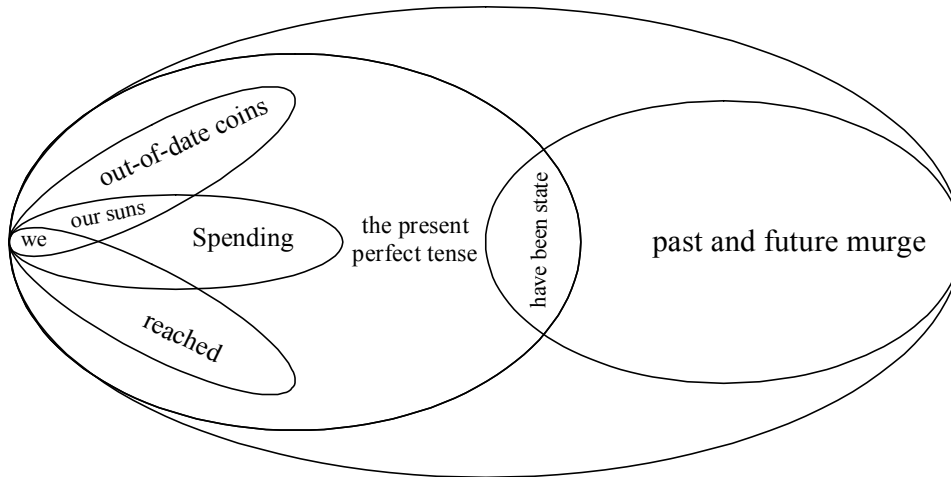 out-of-date coins
our suns
we
Spending
reached
the present
perfect tense
have been state
past and future murge